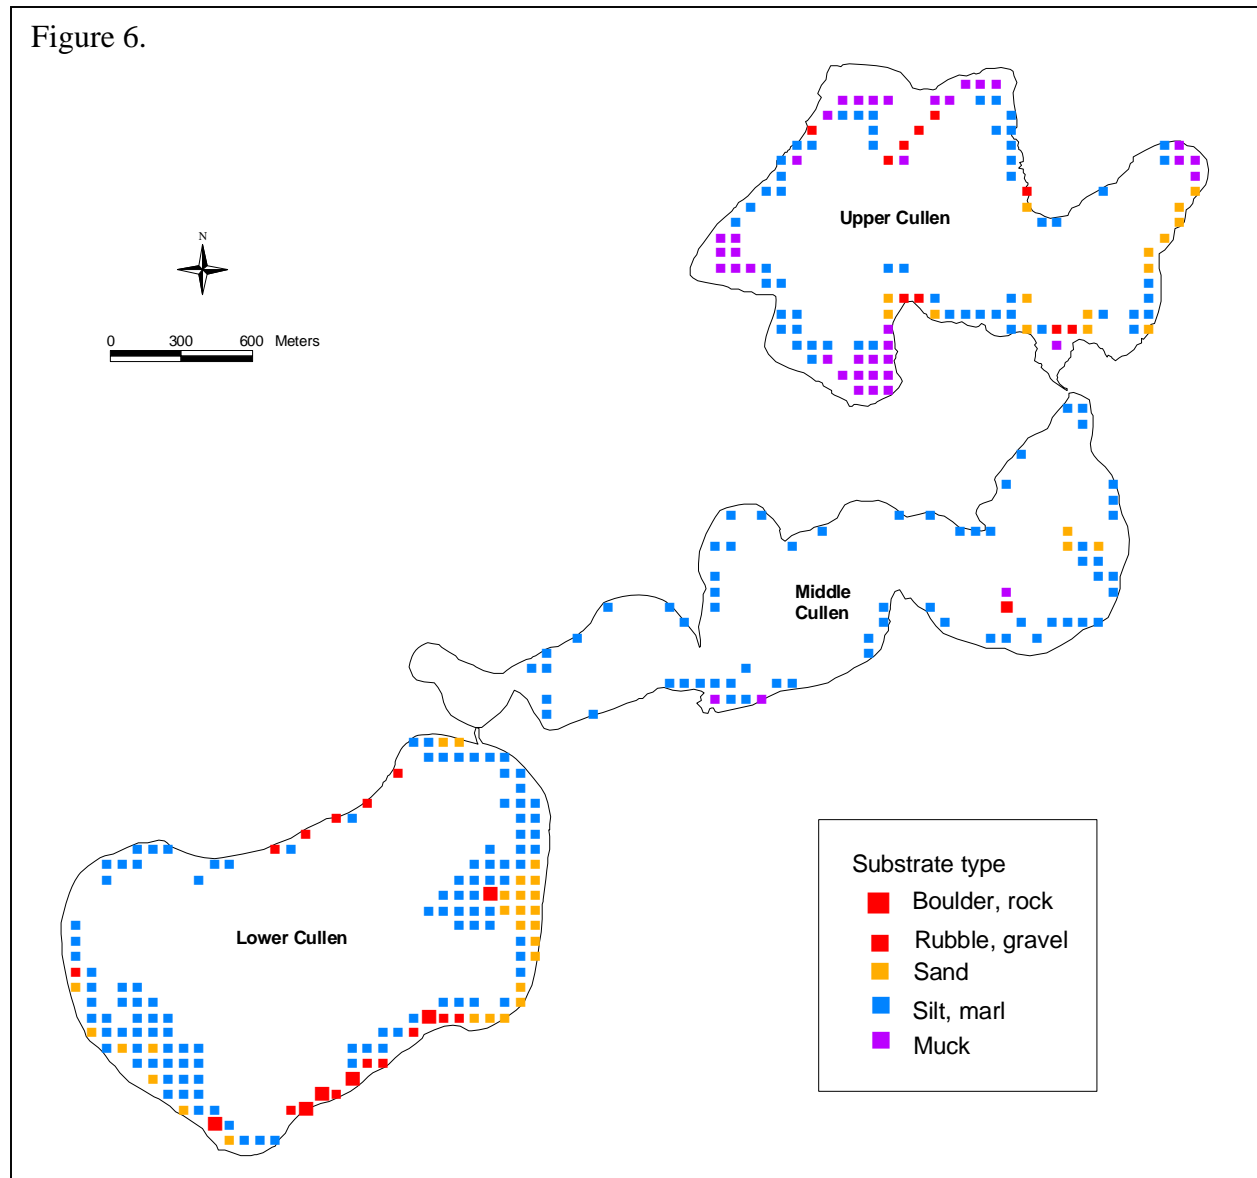 Figure 6.
N
0 300 600 Meters
Upper Cullen
Middle
Cullen
Lower Cullen
Substrate type
Boulder, rock
Rubble, gravel
Sand
Silt, marl
Muck